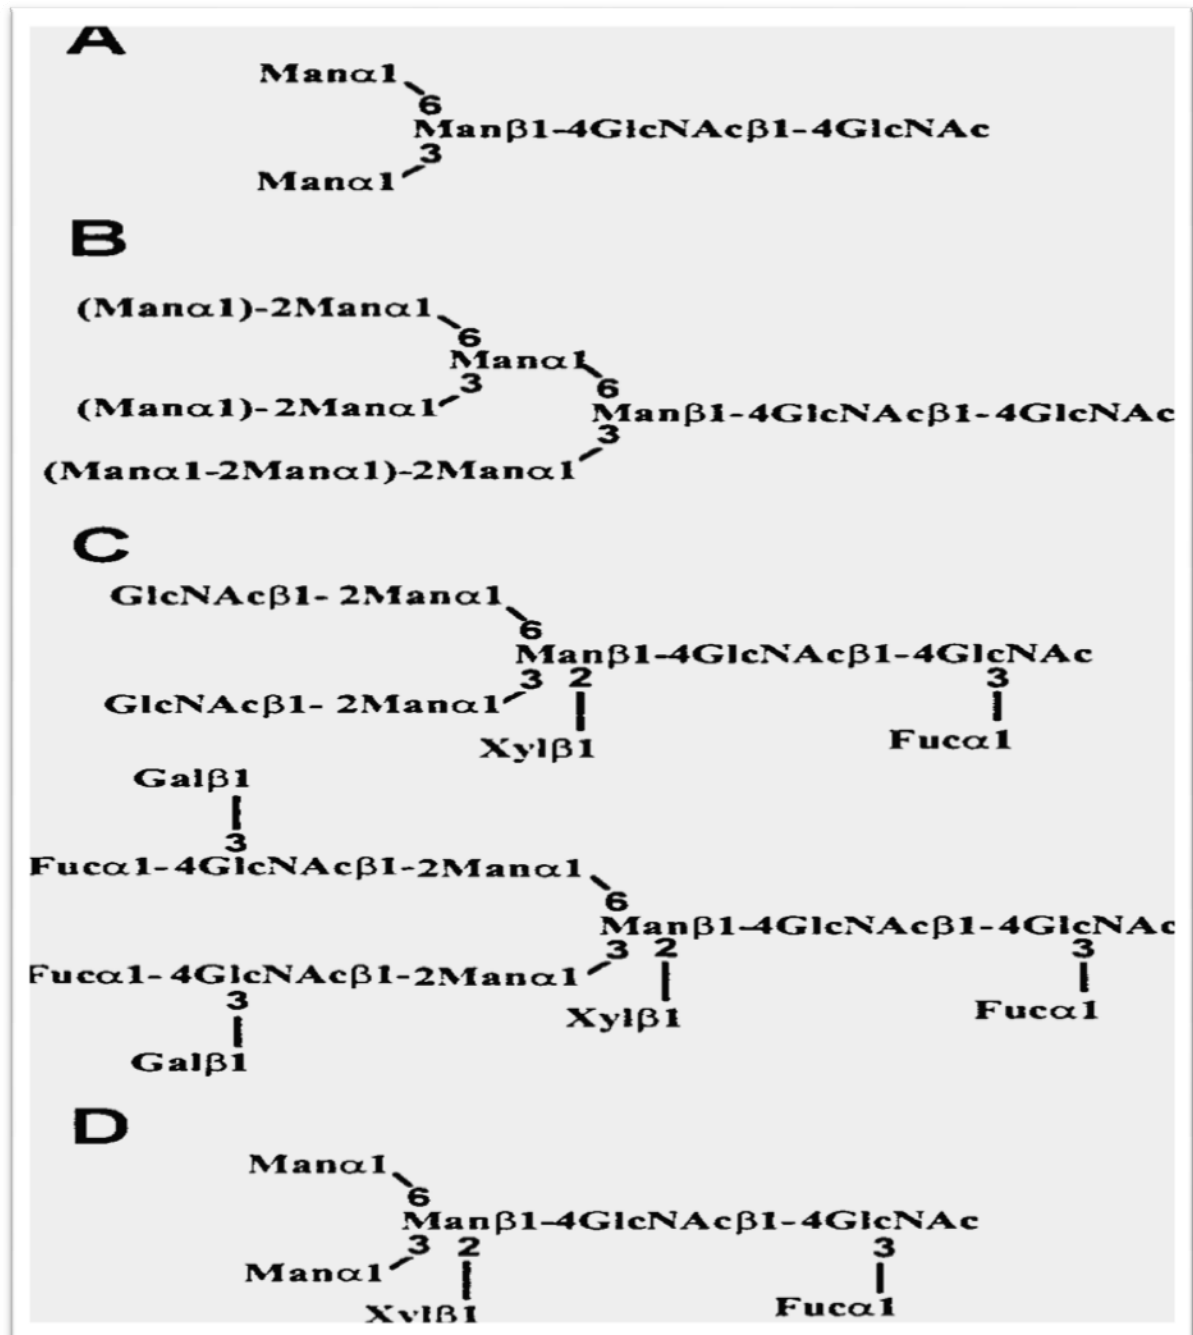 A
Manα1
6
Manβ1-4GlcNAcβ1-4GlcNAc
3
Manα1
B
(Manα1)-2Manα1
6
Manα1
3
6
(Manα1)-2Manα1
Manβ1-4GlcNAcβ1-4GlcNAc
3
(Manα1-2Manα1)-2Manα1
C
GlcNAcβ1-2Manα1
6
Manβ1-4GlcNAcβ1-4GlcNAc
3 2 3
GlcNAcβ1-2Manα1
Xylβ1 Fucα1
Galβ1
3
Fucα1-4GlcNAcβ1-2Manα1
6
Manβ1-4GlcNAcβ1-4GlcNAc
3 2 3
Fucα1-4GlcNAcβ1-2Manα1
3
Xylβ1 Fucα1
Galβ1
D
Manα1
6
Manβ1-4GlcNAcβ1-4GlcNAc
3 2 3
Manα1
Xylβ1 Fucα1